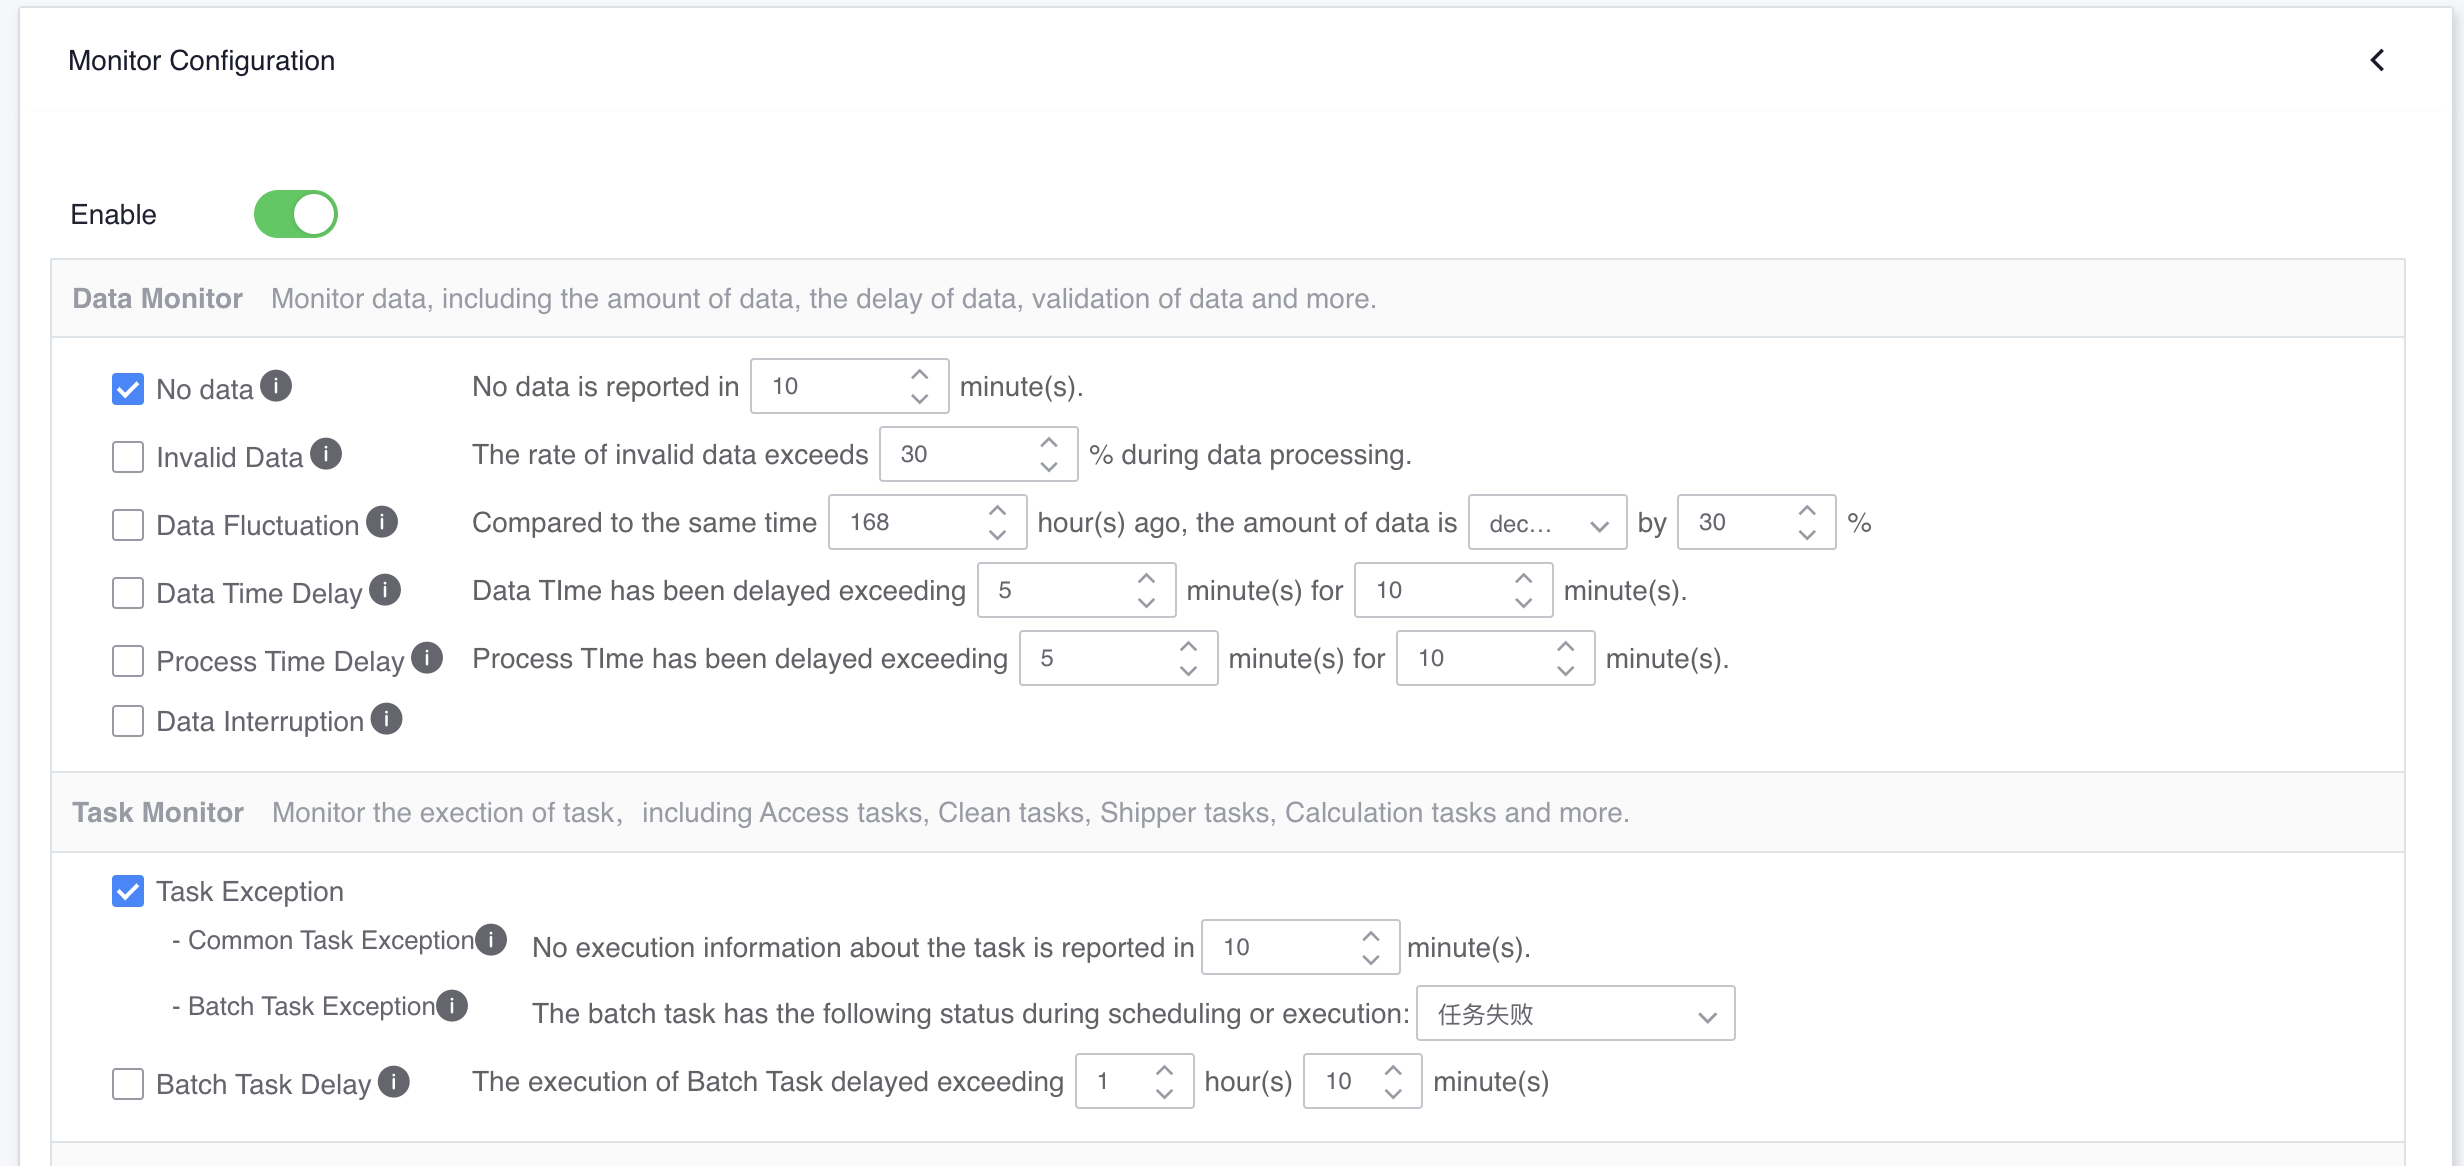 Monitor Configuration
Enable
Data Monitor Monitor data, including the amount of data, the delay of data, validation of data and more.
No data i No data is reported in 10 minute(s).
Invalid Data i The rate of invalid data exceeds 30 % during data processing.
Data Fluctuation i Compared to the same time 168 hour(s) ago, the amount of data is dec... by 30 %
Data Time Delay i Data TIme has been delayed exceeding 5 minute(s) for 10 minute(s).
Process Time Delay i Process TIme has been delayed exceeding 5 minute(s) for 10 minute(s).
Data Interruption i
Task Monitor Monitor the exection of task，including Access tasks, Clean tasks, Shipper tasks, Calculation tasks and more.
Task Exception
- Common Task Exception i No execution information about the task is reported in 10 minute(s).
- Batch Task Exception i The batch task has the following status during scheduling or execution: 任务失败
Batch Task Delay i The execution of Batch Task delayed exceeding 1 hour(s) 10 minute(s)